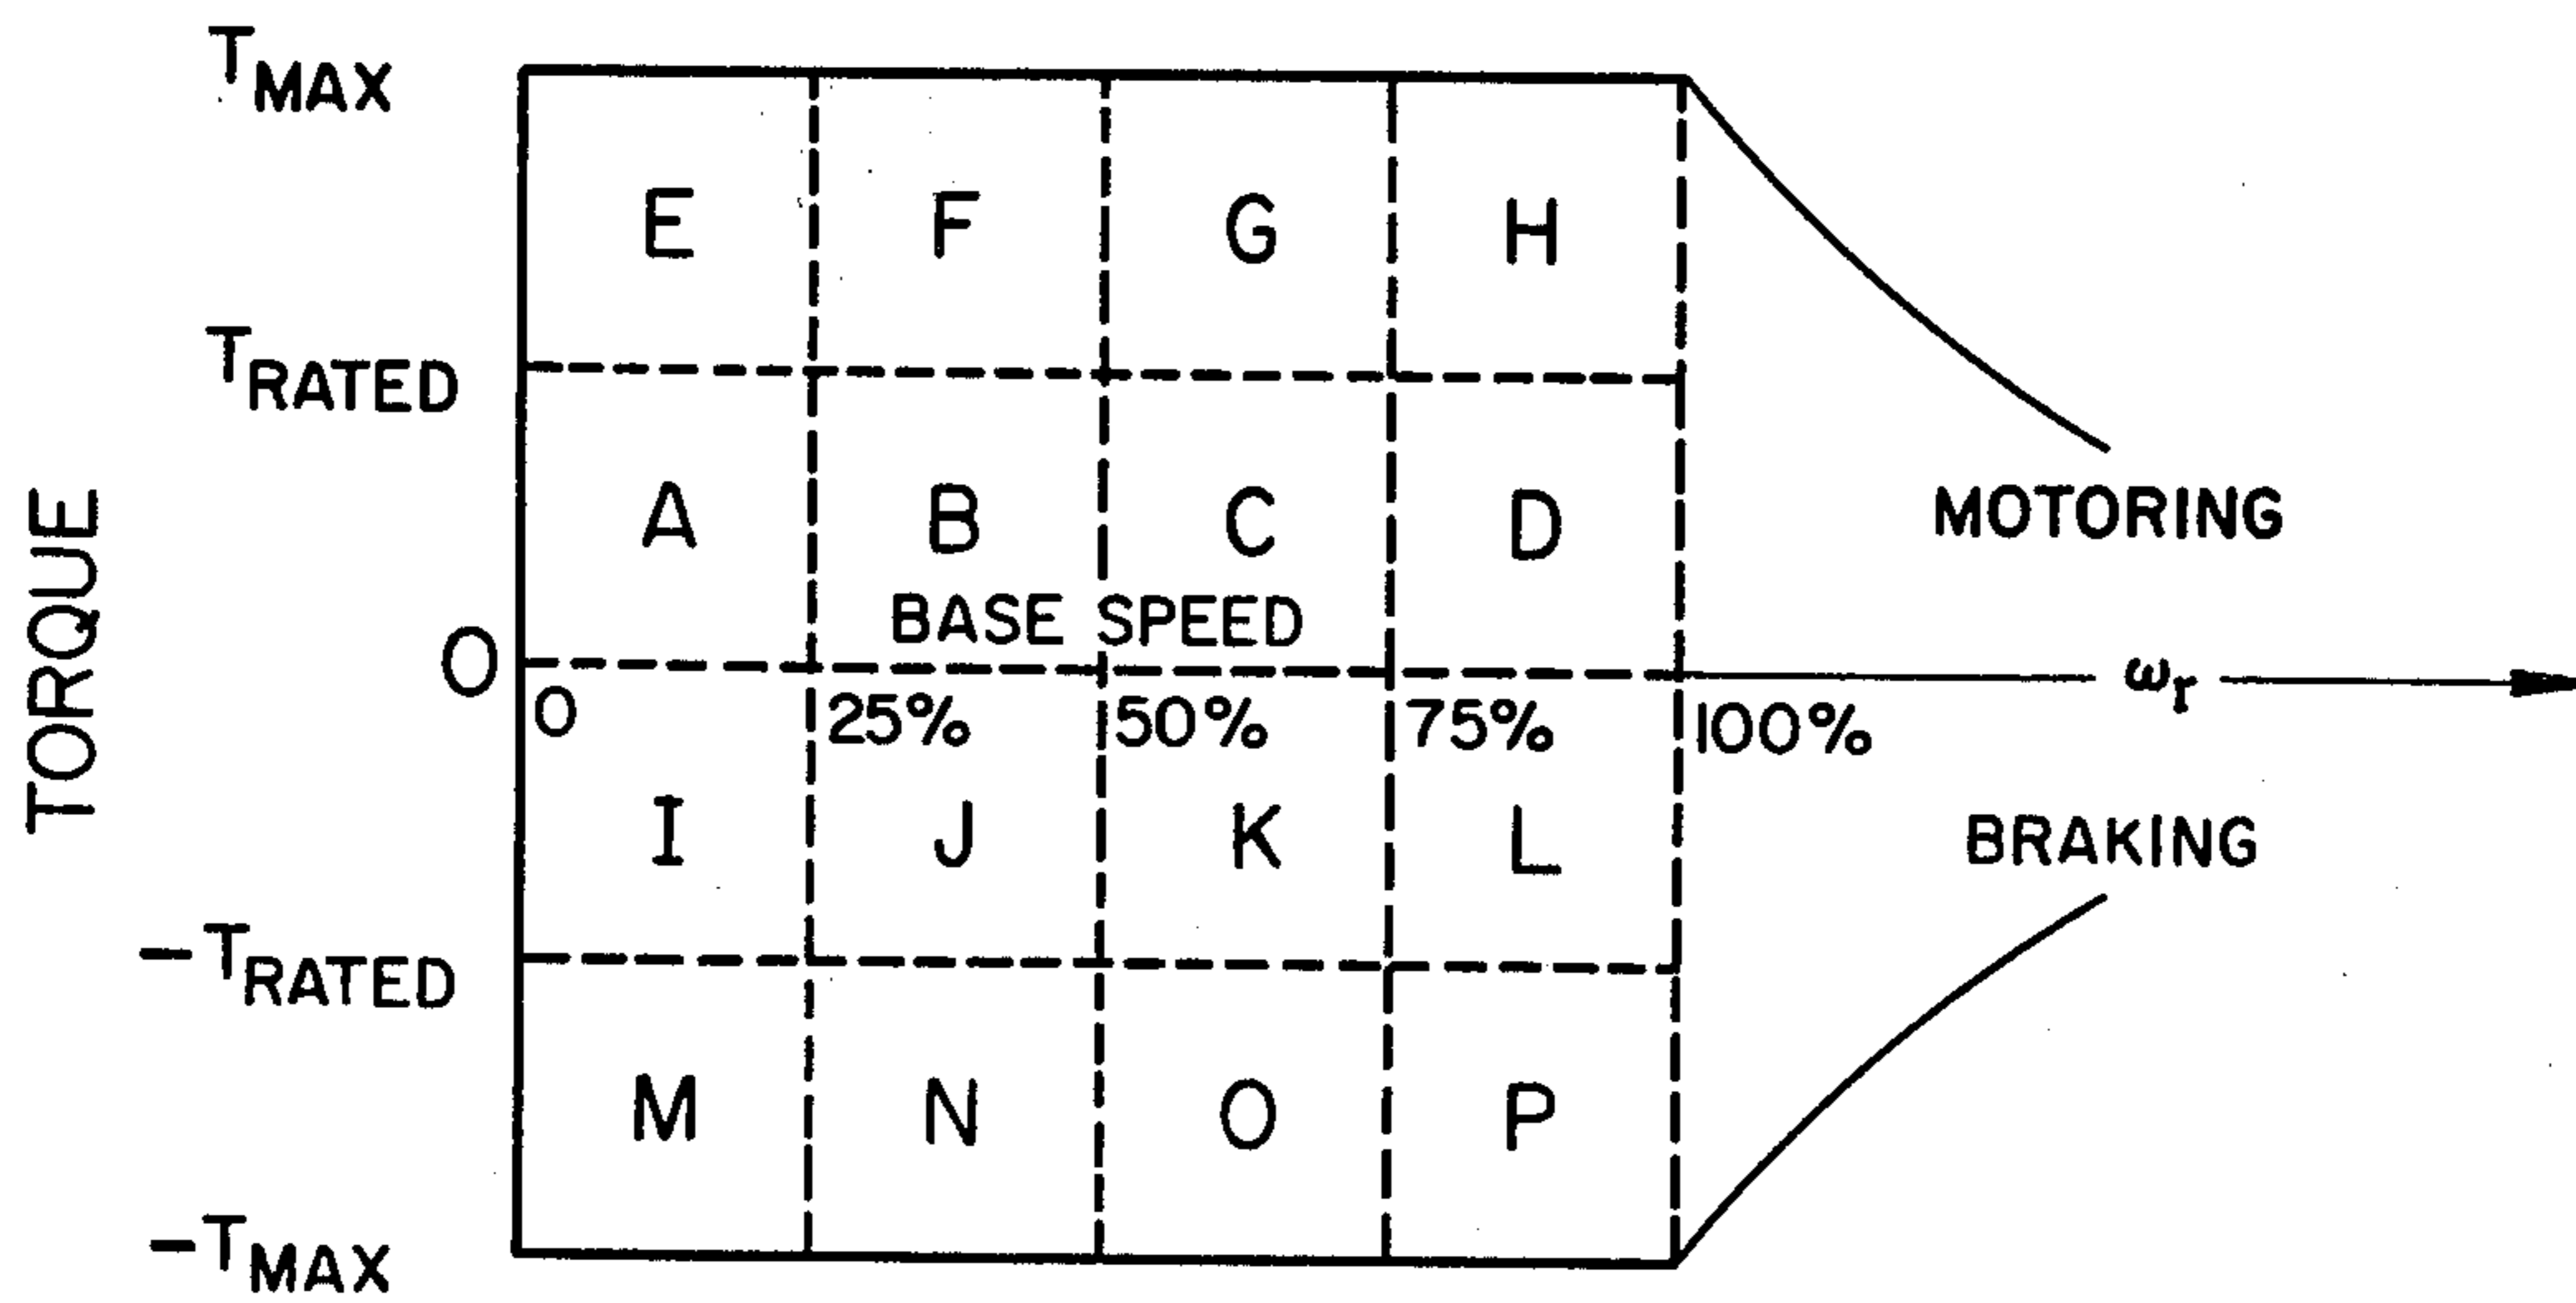 TMAX
E F G H
TRATED
A B C D
MOTORING
BASE SPEED
TORQUE
O
0 25% 50% 75% 100%
ωr
I J K L
BRAKING
-TRATED
M N O P
-TMAX